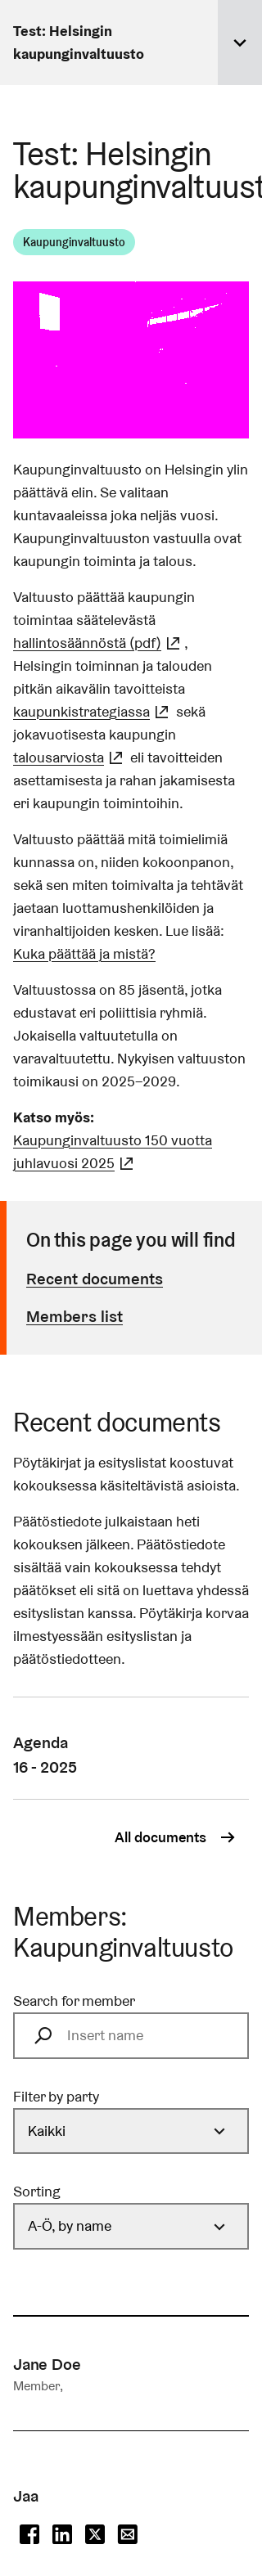 Test: Helsingin
kaupunginvaltuusto
Test: Helsingin
kaupunginvaltuust
Kaupunginvaltuusto
Kaupunginvaltuusto on Helsingin ylin
päättävä elin. Se valitaan
kuntavaaleissa joka neljäs vuosi.
Kaupunginvaltuuston vastuulla ovat
kaupungin toiminta ja talous.
Valtuusto päättää kaupungin
toimintaa säätelevästä
hallintosäännöstä (pdf) ,
Helsingin toiminnan ja talouden
pitkän aikavälin tavoitteista
kaupunkistrategiassa sekä
jokavuotisesta kaupungin
talousarviosta eli tavoitteiden
asettamisesta ja rahan jakamisesta
eri kaupungin toimintoihin.
Valtuusto päättää mitä toimielimiä
kunnassa on, niiden kokoonpanon,
sekä sen miten toimivalta ja tehtävät
jaetaan luottamushenkilöiden ja
viranhaltijoiden kesken. Lue lisää:
Kuka päättää ja mistä?
Valtuustossa on 85 jäsentä, jotka
edustavat eri poliittisia ryhmiä.
Jokaisella valtuutetulla on
varavaltuutettu. Nykyisen valtuuston
toimikausi on 2025–2029.
Katso myös:
Kaupunginvaltuusto 150 vuotta
juhlavuosi 2025
On this page you will find
Recent documents
Members list
Recent documents
Pöytäkirjat ja esityslistat koostuvat
kokouksessa käsiteltävistä asioista.
Päätöstiedote julkaistaan heti
kokouksen jälkeen. Päätöstiedote
sisältää vain kokouksessa tehdyt
päätökset eli sitä on luettava yhdessä
esityslistan kanssa. Pöytäkirja korvaa
ilmestyessään esityslistan ja
päätöstiedotteen.
Agenda
16 - 2025
All documents
Members:
Kaupunginvaltuusto
Search for member
Insert name
Filter by party
Kaikki
Sorting
A-Ö, by name
Jane Doe
Member,
Jaa